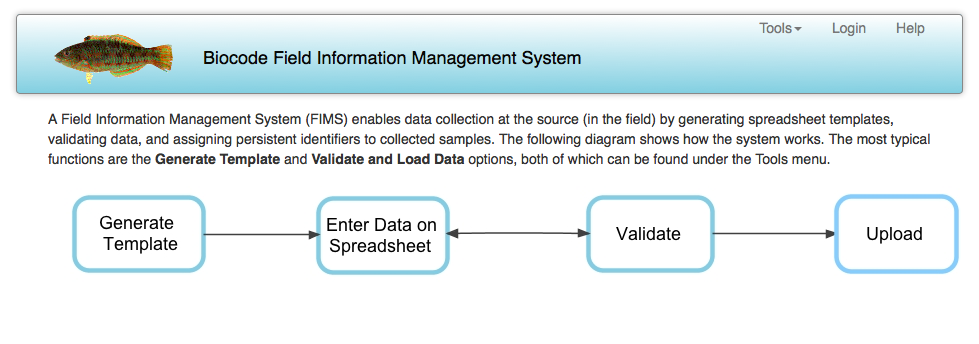 Tools Login Help
Biocode Field Information Management System
A Field Information Management System (FIMS) enables data collection at the source (in the field) by generating spreadsheet templates,
validating data, and assigning persistent identifiers to collected samples. The following diagram shows how the system works. The most typical
functions are the Generate Template and Validate and Load Data options, both of which can be found under the Tools menu.
Generate
Template
Enter Data on
Spreadsheet
Validate
Upload